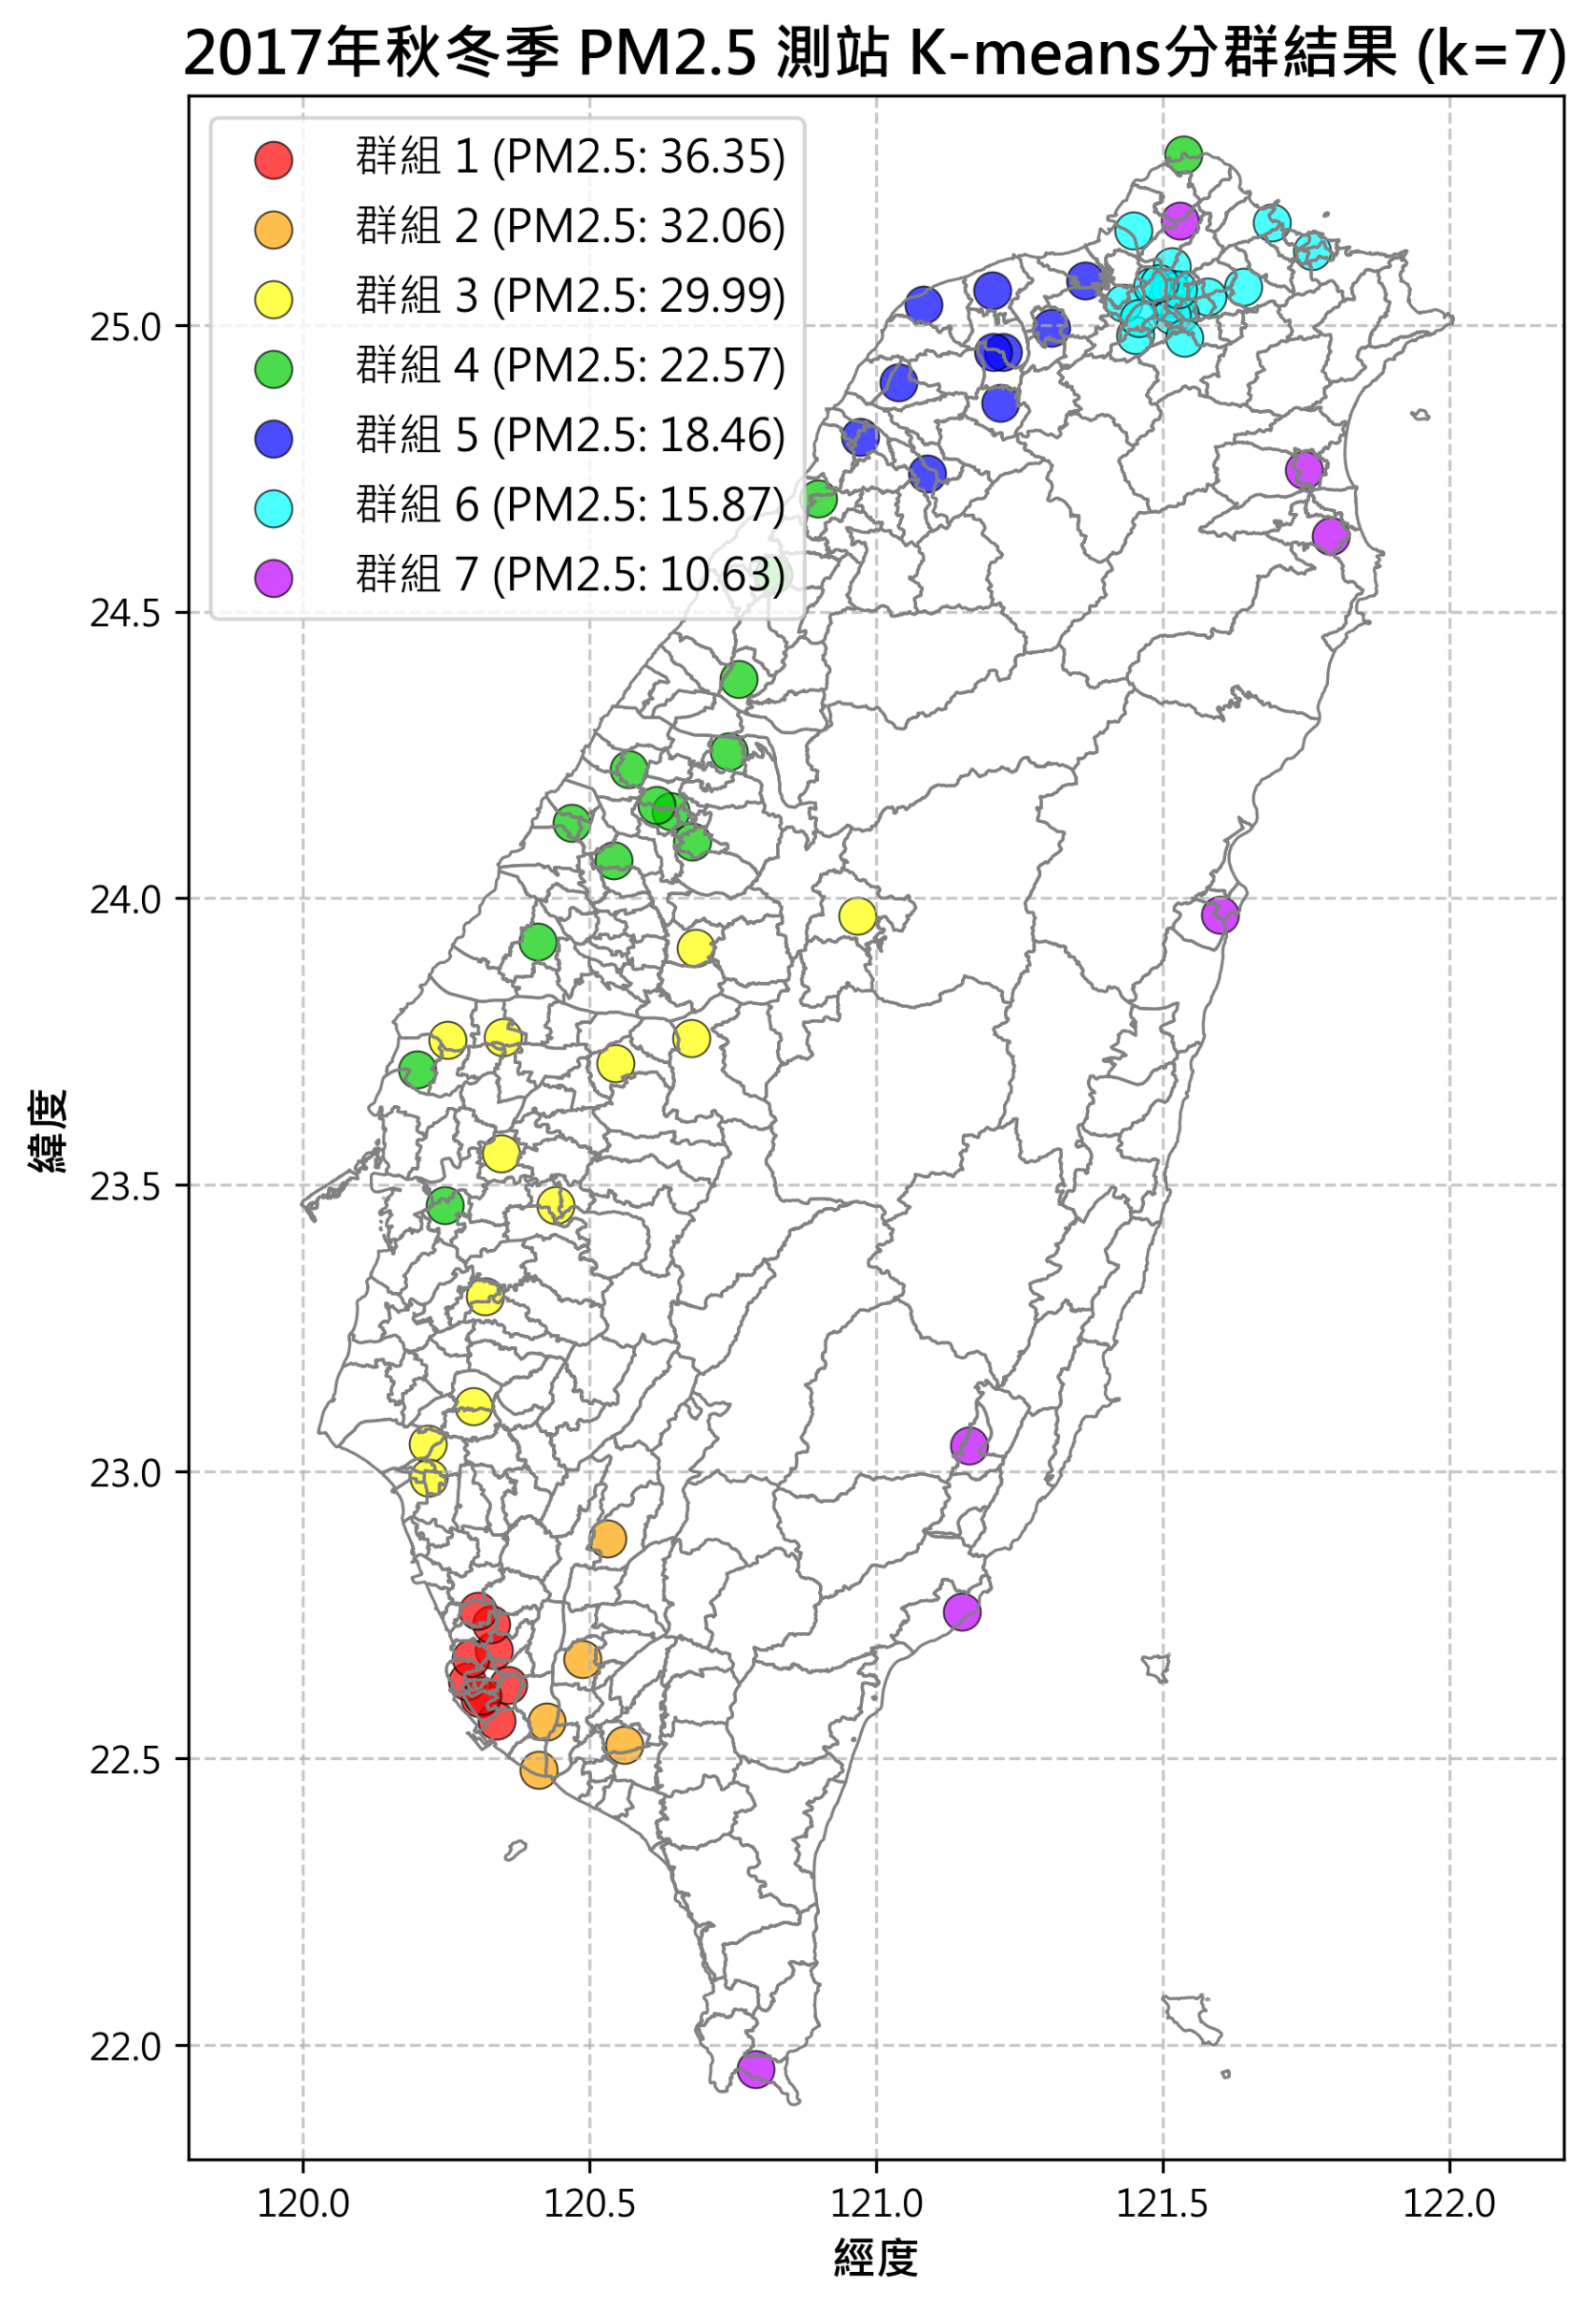 2017年秋冬季 PM2.5 測站 K-means分群結果 (k=7)
群組 1 (PM2.5: 36.35)
群組 2 (PM2.5: 32.06)
群組 3 (PM2.5: 29.99)
群組 4 (PM2.5: 22.57)
群組 5 (PM2.5: 18.46)
群組 6 (PM2.5: 15.87)
群組 7 (PM2.5: 10.63)
25.0
24.5
24.0
23.5
23.0
22.5
22.0
緯度
120.0
120.5
121.0
121.5
122.0
經度